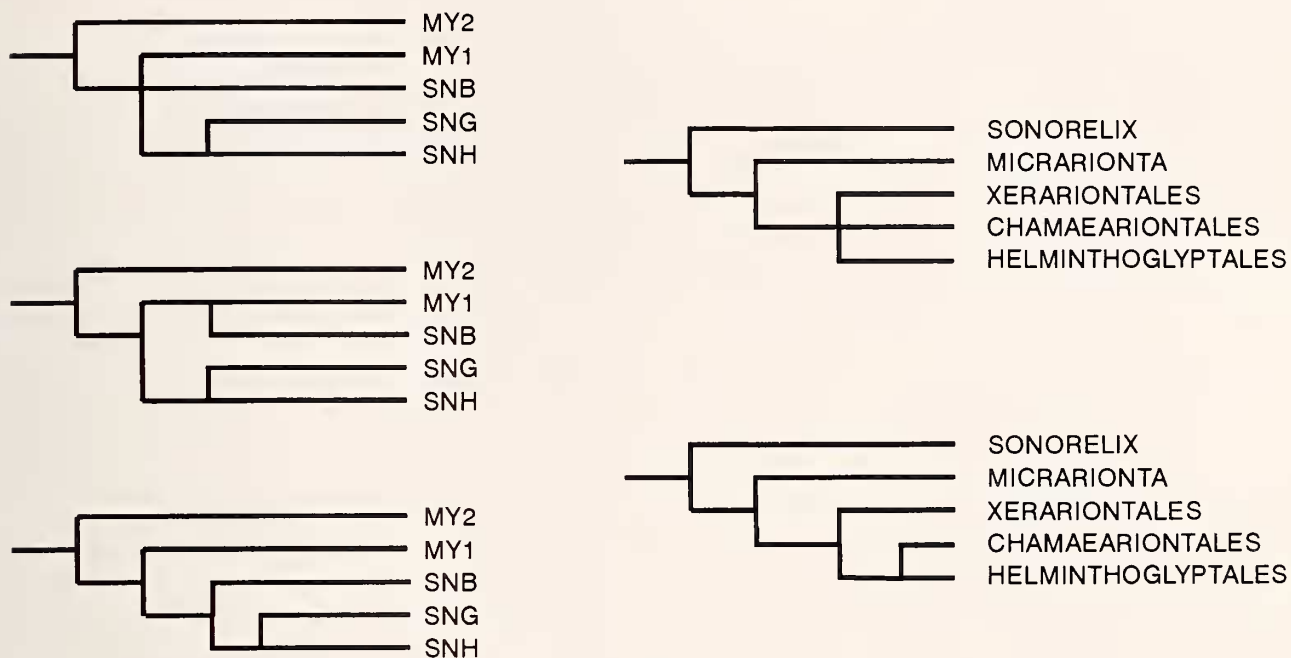 MY2
MY1
SNB
SNG
SNH
MY2
MY1
SNB
SNG
SNH
MY2
MY1
SNB
SNG
SNH
SONORELIX
MICRARIONTA
XERARIONTALES
CHAMAEARIONTALES
HELMINTHOGLYPTALES
SONORELIX
MICRARIONTA
XERARIONTALES
CHAMAEARIONTALES
HELMINTHOGLYPTALES